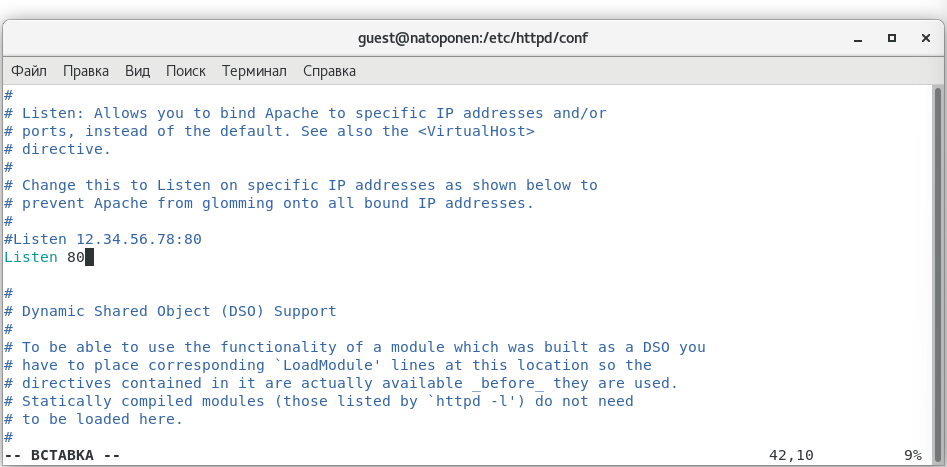 guest@natoponen:/etc/httpd/conf
Файл Правка Вид Поиск Терминал Справка
#
# Listen: Allows you to bind Apache to specific IP addresses and/or
# ports, instead of the default. See also the <VirtualHost>
# directive.
#
# Change this to Listen on specific IP addresses as shown below to
# prevent Apache from glomming onto all bound IP addresses.
#
#Listen 12.34.56.78:80
Listen 80
#
# Dynamic Shared Object (DSO) Support
#
# To be able to use the functionality of a module which was built as a DSO you
# have to place corresponding `LoadModule' lines at this location so the
# directives contained in it are actually available _before_ they are used.
# Statically compiled modules (those listed by `httpd -l') do not need
# to be loaded here.
#
-- ВСТАВКА -- 42,10 9%